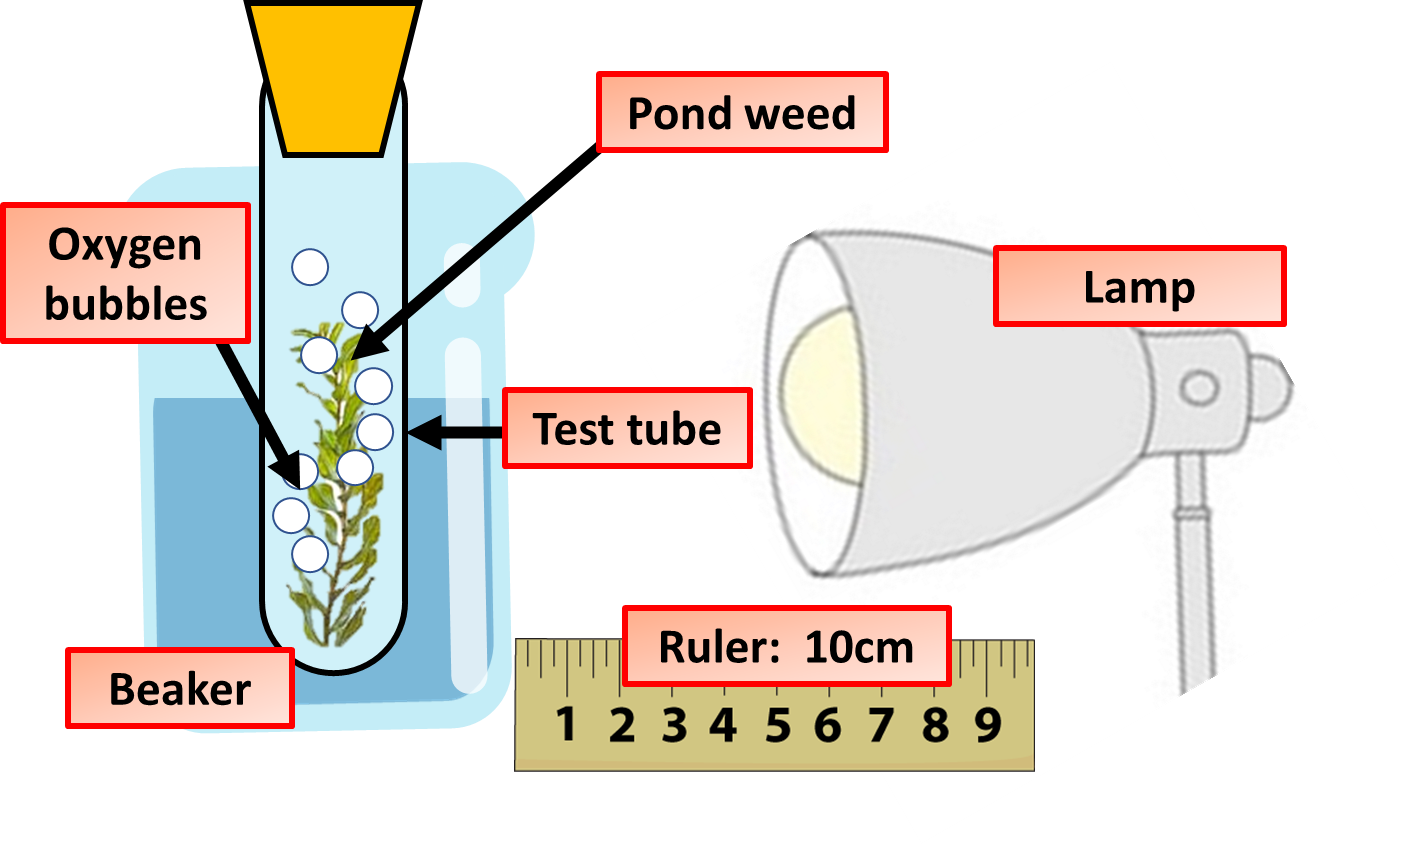 Pond weed
Oxygen
bubbles
Lamp
Test tube
Ruler:  10cm
Beaker
1 2 3 4 5 6 7 8 9